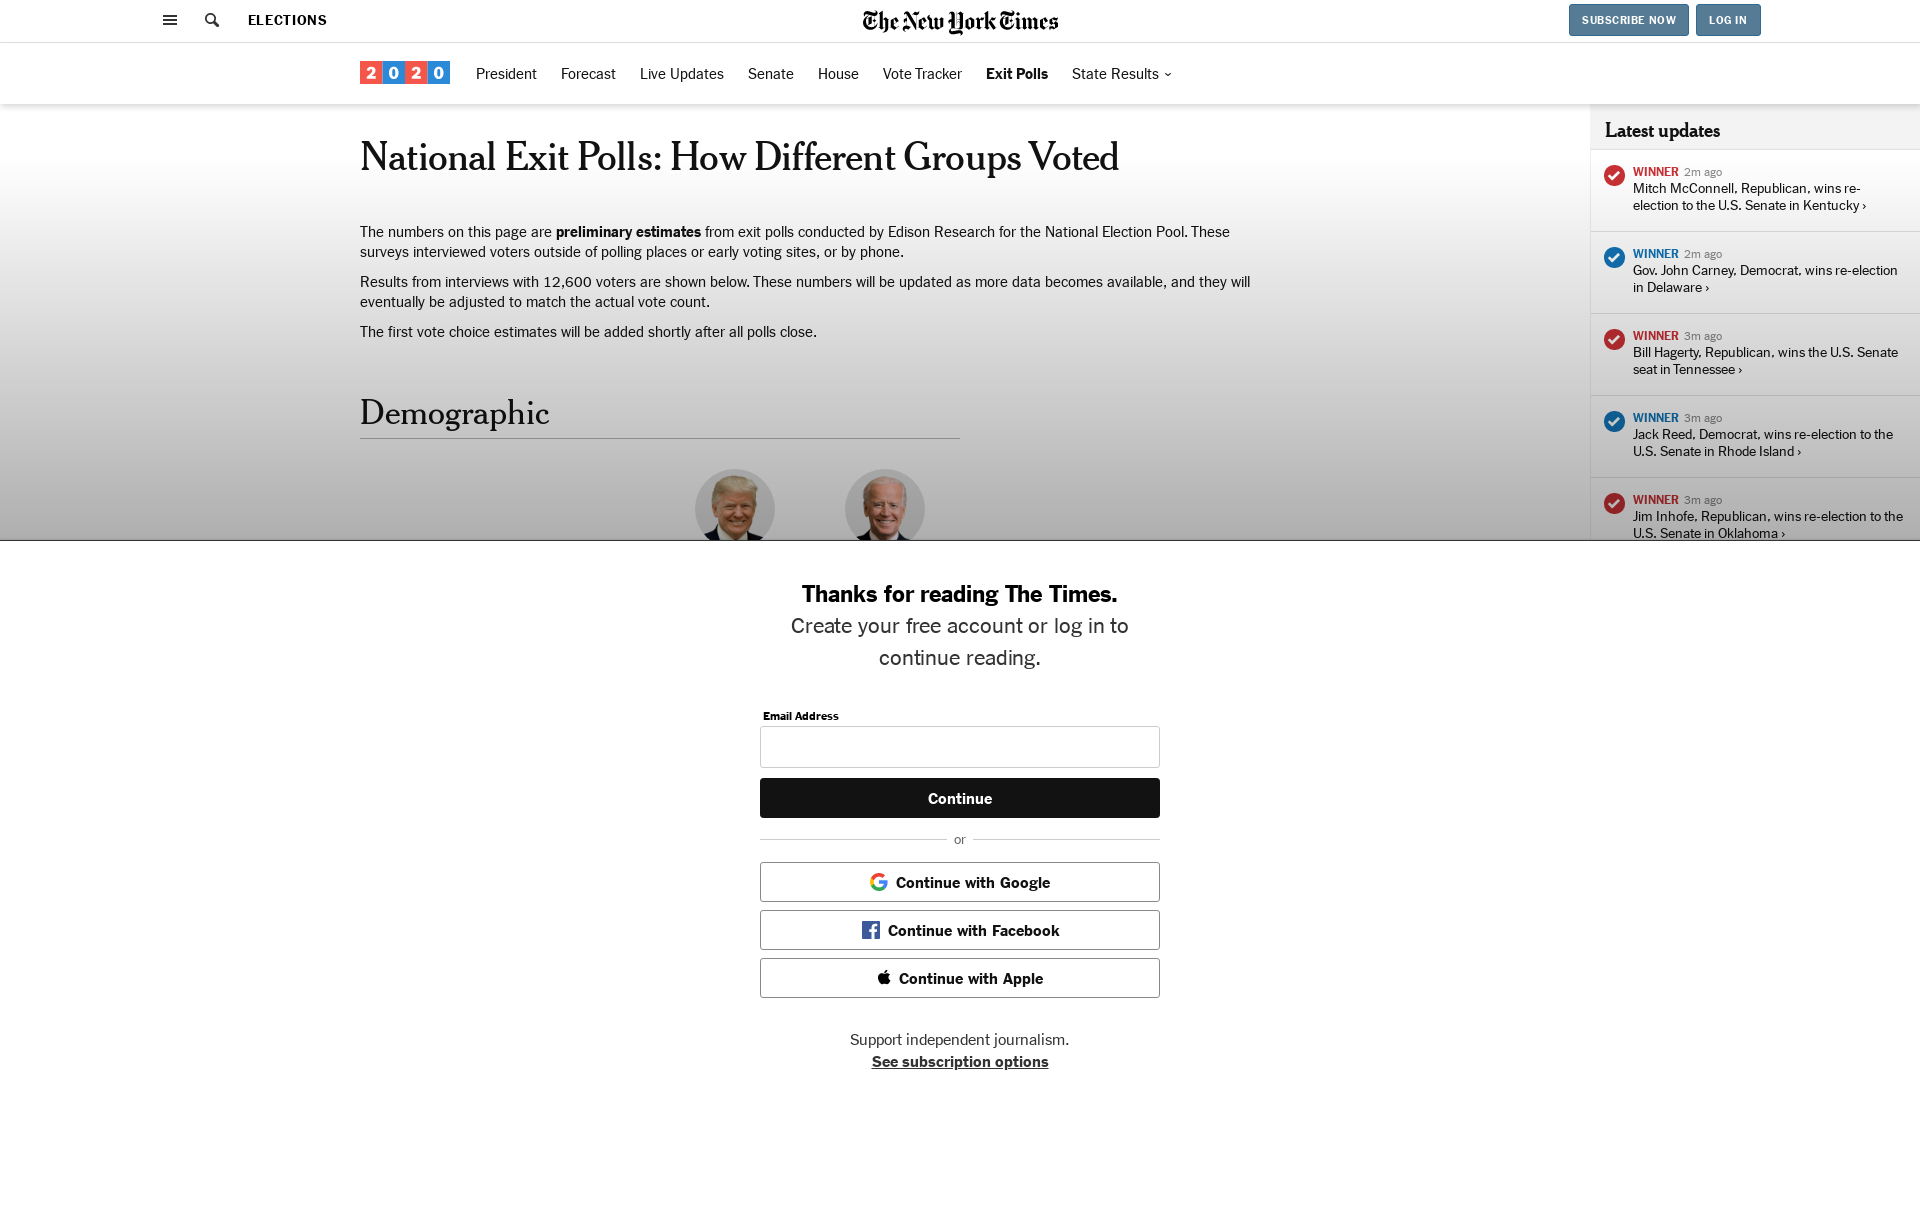 ELECTIONS
The New York Times
SUBSCRIBE NOW
LOG IN
2020
President
Forecast
Live Updates
Senate
House
Vote Tracker
Exit Polls
State Results
National Exit Polls: How Different Groups Voted
The numbers on this page are preliminary estimates from exit polls conducted by Edison Research for the National Election Pool. These
surveys interviewed voters outside of polling places or early voting sites, or by phone.
Results from interviews with 12,600 voters are shown below. These numbers will be updated as more data becomes available, and they will
eventually be adjusted to match the actual vote count.
The first vote choice estimates will be added shortly after all polls close.
Demographic
Latest updates
WINNER 2m ago
Mitch McConnell, Republican, wins re-
election to the U.S. Senate in Kentucky ›
WINNER 2m ago
Gov. John Carney, Democrat, wins re-election
in Delaware ›
WINNER 3m ago
Bill Hagerty, Republican, wins the U.S. Senate
seat in Tennessee ›
WINNER 3m ago
Jack Reed, Democrat, wins re-election to the
U.S. Senate in Rhode Island ›
WINNER 3m ago
Jim Inhofe, Republican, wins re-election to the
U.S. Senate in Oklahoma ›
Thanks for reading The Times.
Create your free account or log in to
continue reading.
Email Address
Continue
or
Continue with Google
Continue with Facebook
Continue with Apple
Support independent journalism.
See subscription options